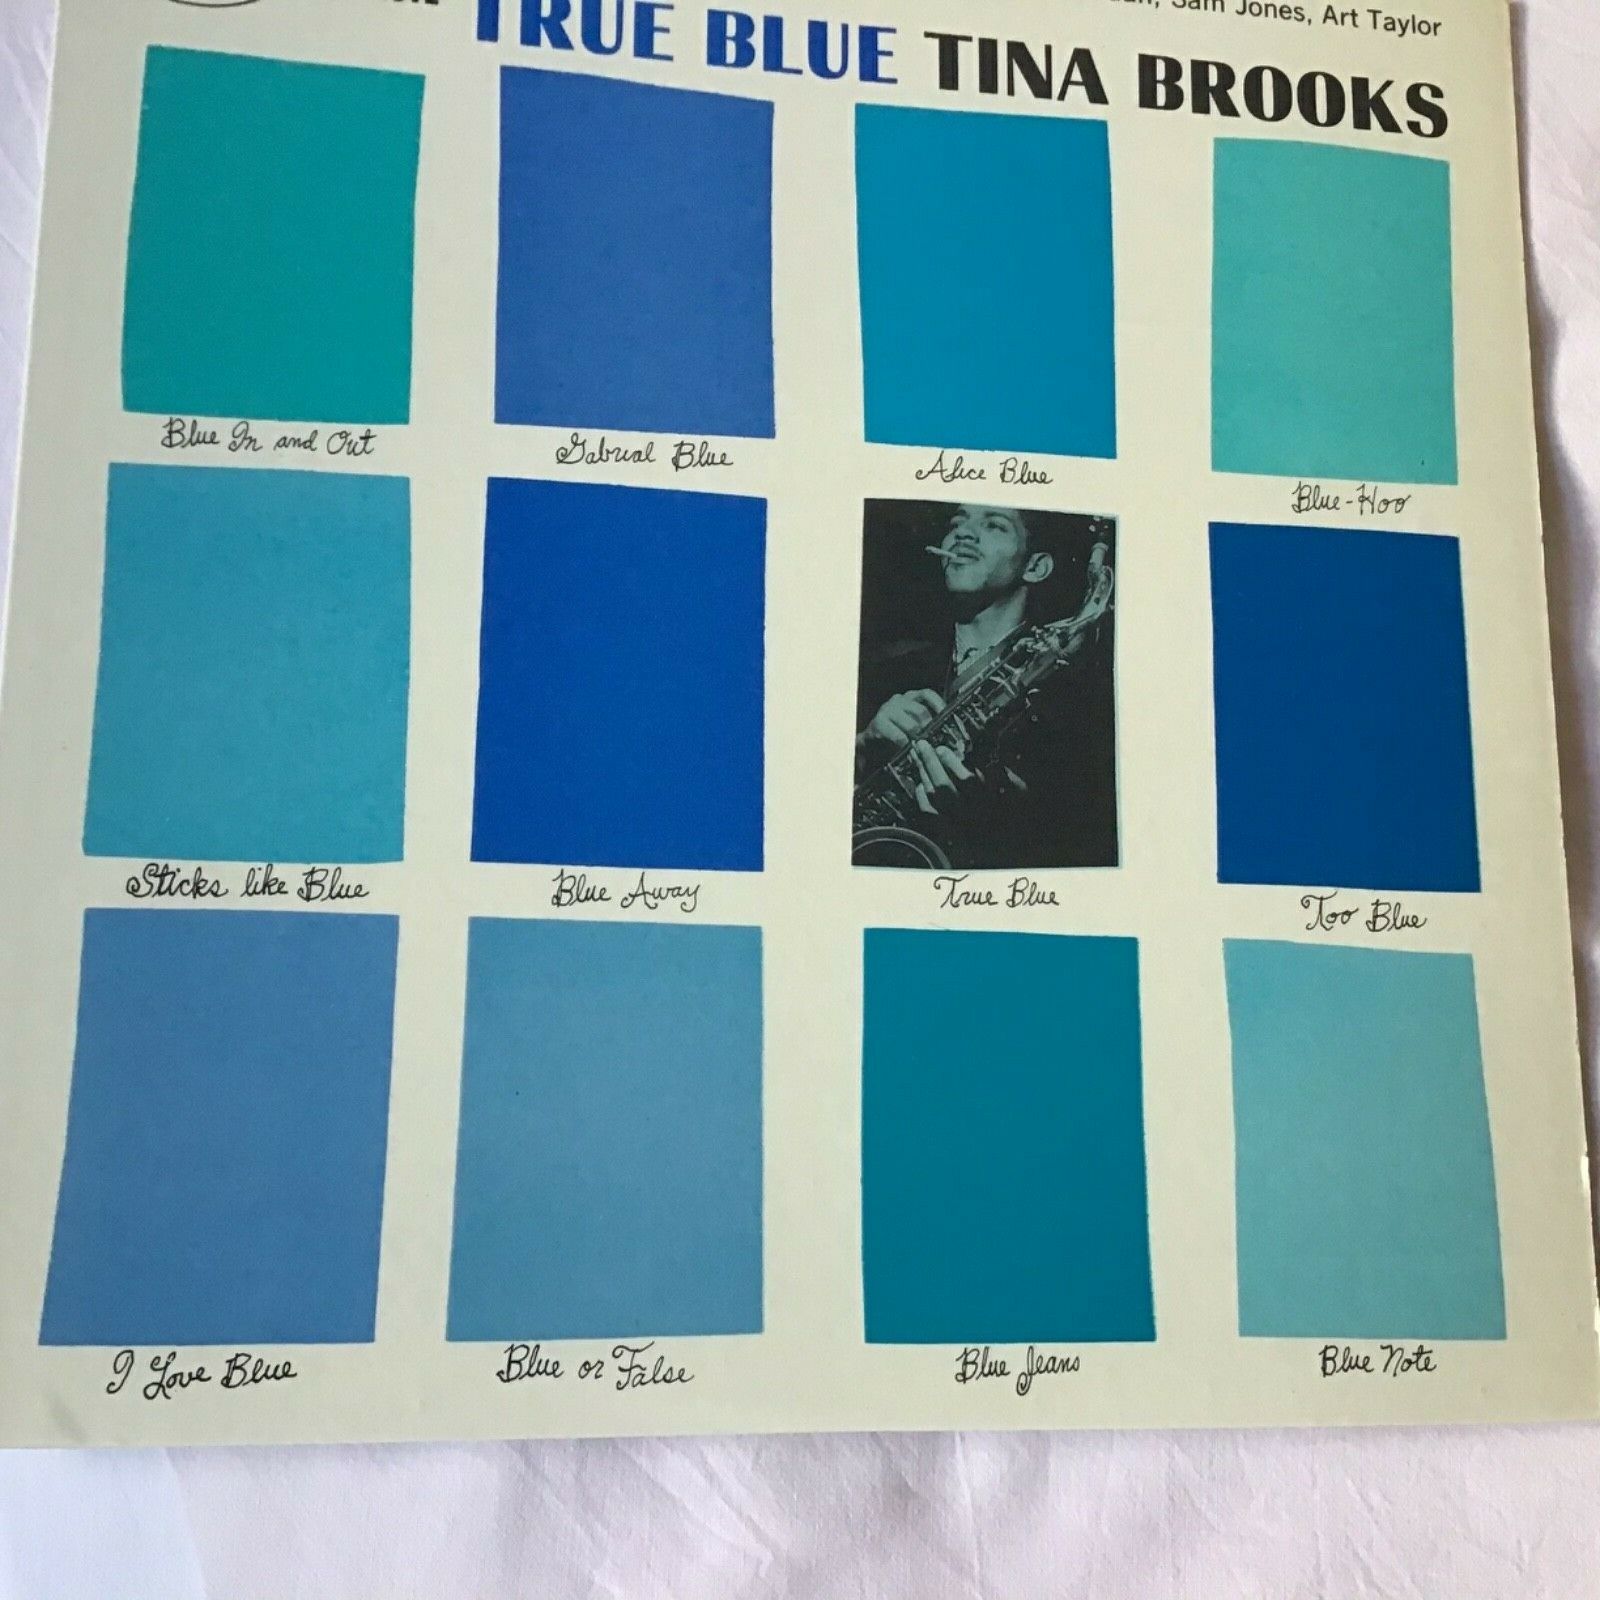 Sam Jones, Art Taylor
TRUE BLUE TINA BROOKS
Blue In and Out
Gabrial Blue
Alice Blue
Blue-Hoo
Sticks like Blue
Blue Away
True Blue
Too Blue
I Love Blue
Blue or False
Blue Jeans
Blue Note